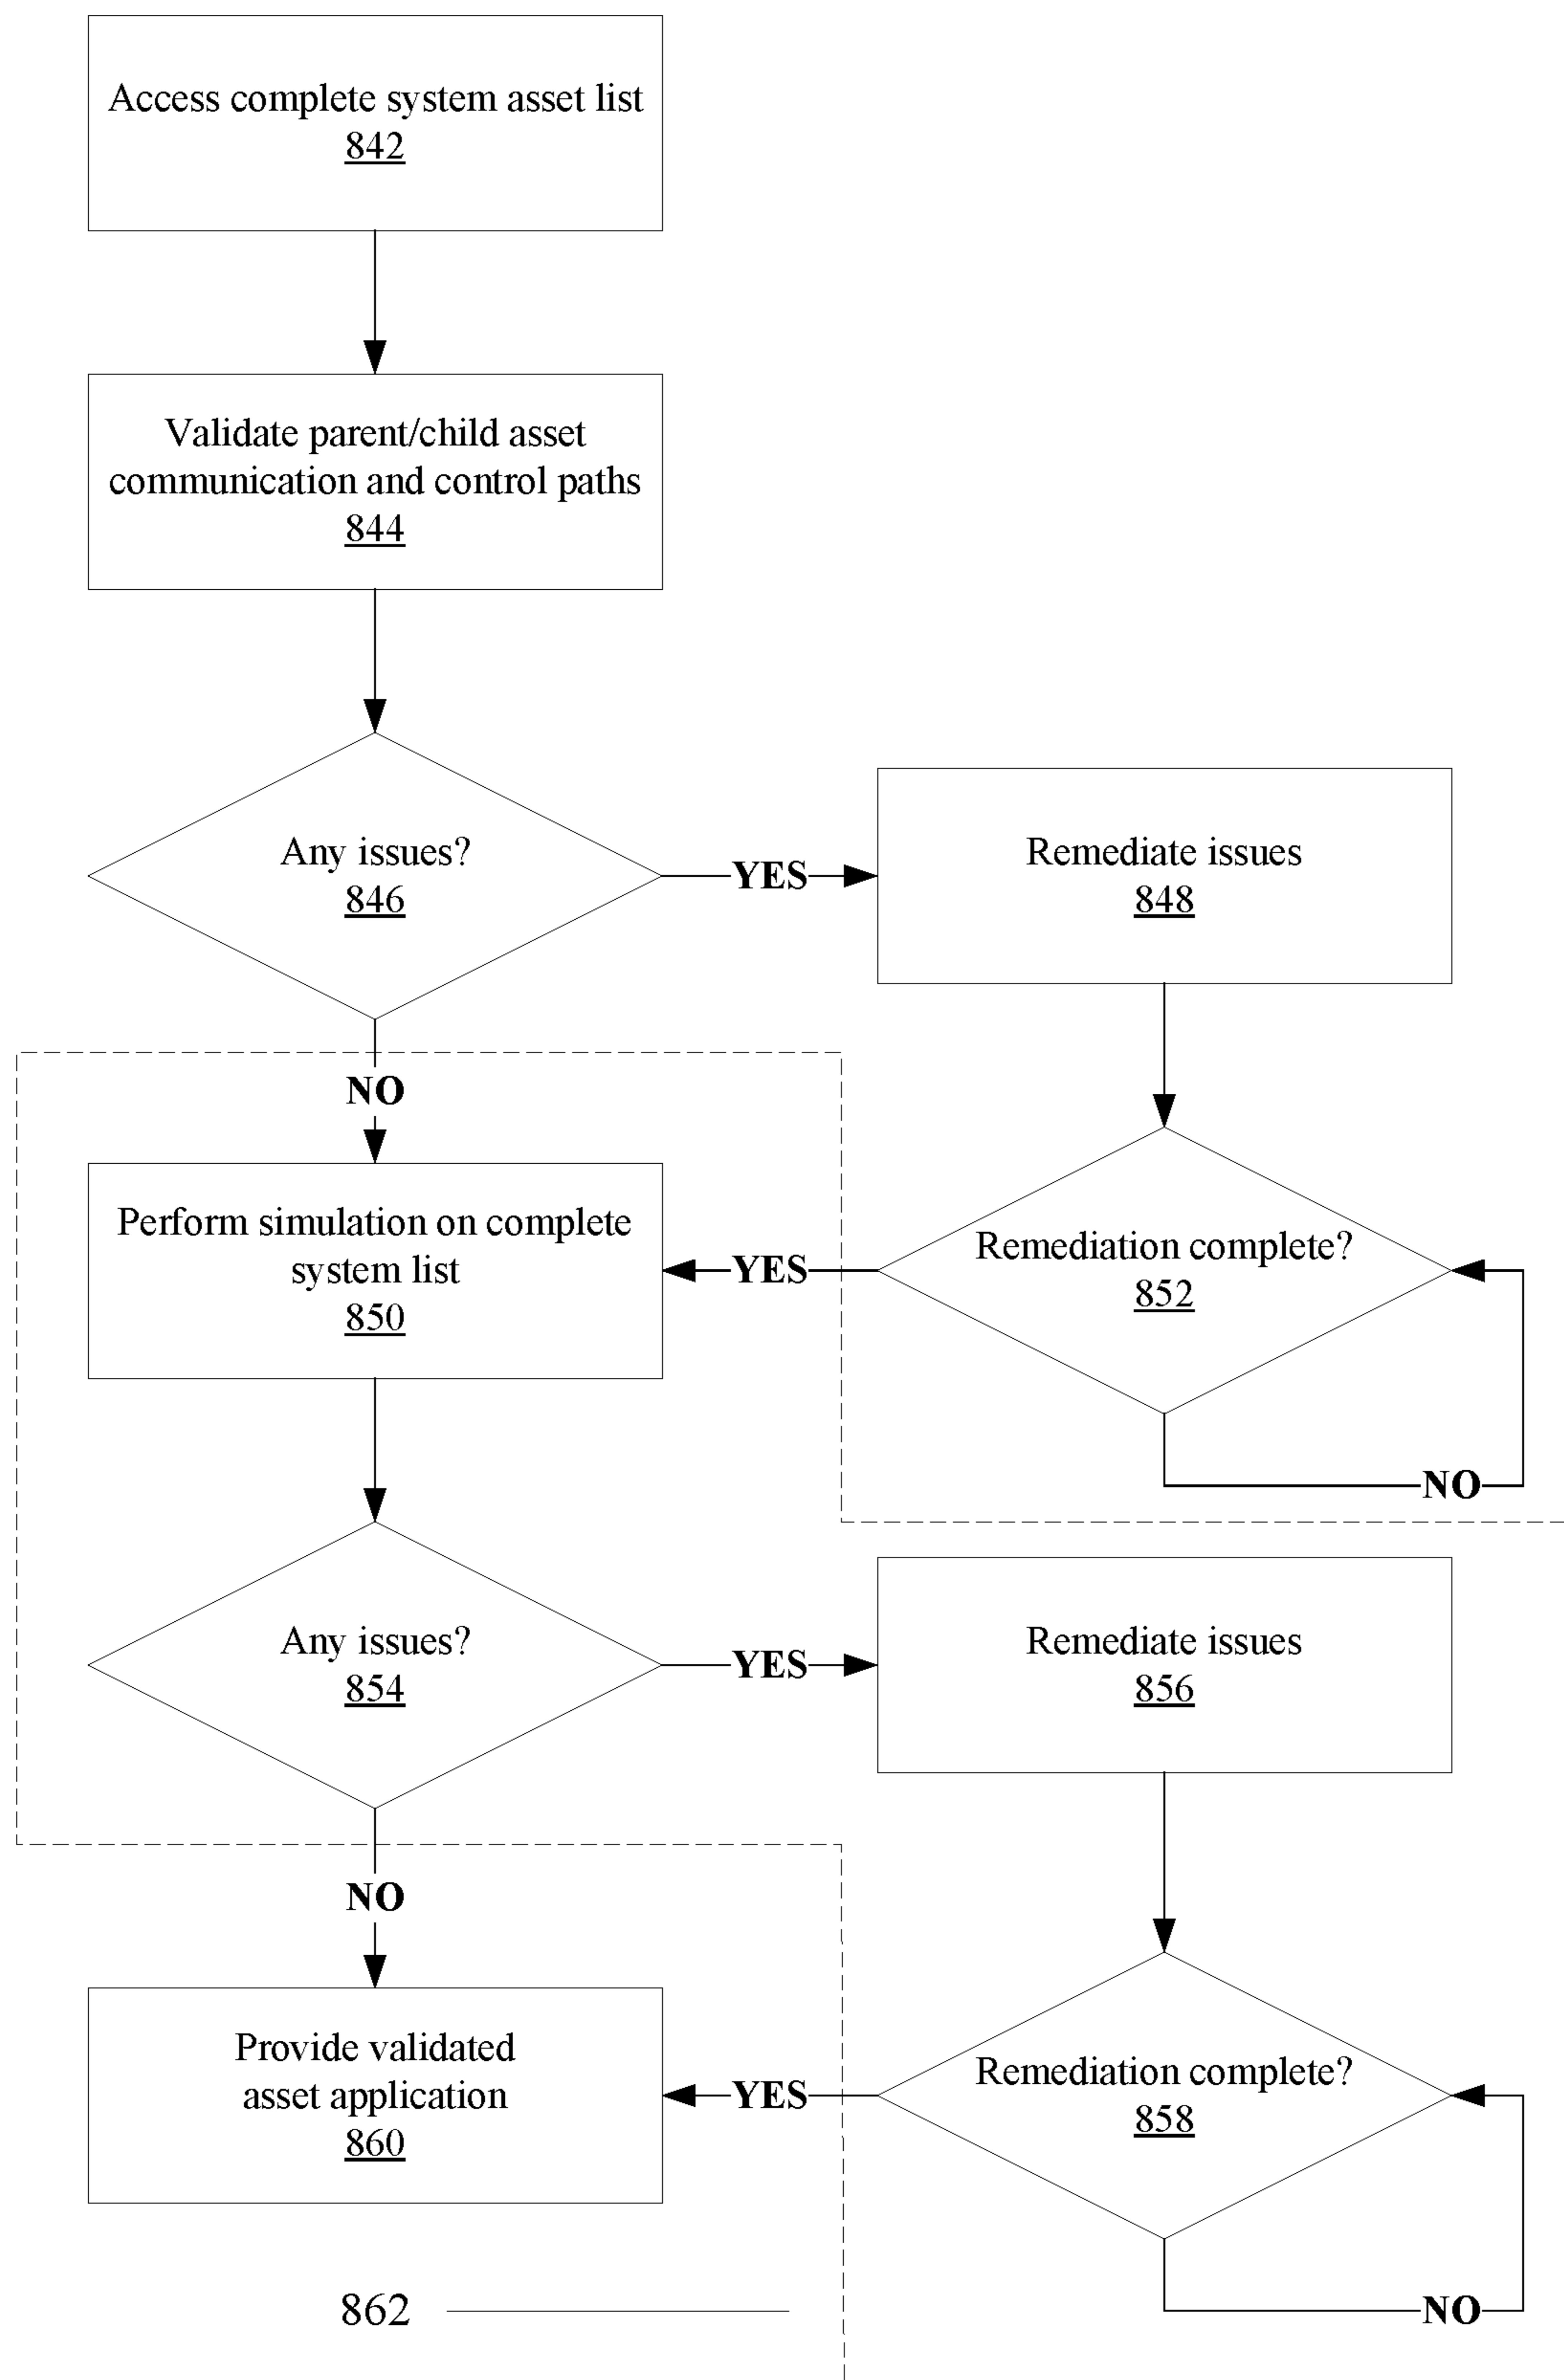 Access complete system asset list
842
Validate parent/child asset
communication and control paths
844
Any issues?
846
YES
Remediate issues
848
NO
Perform simulation on complete
system list
850
YES
Remediation complete?
852
NO
Any issues?
854
YES
Remediate issues
856
NO
Provide validated
asset application
860
YES
Remediation complete?
858
NO
862